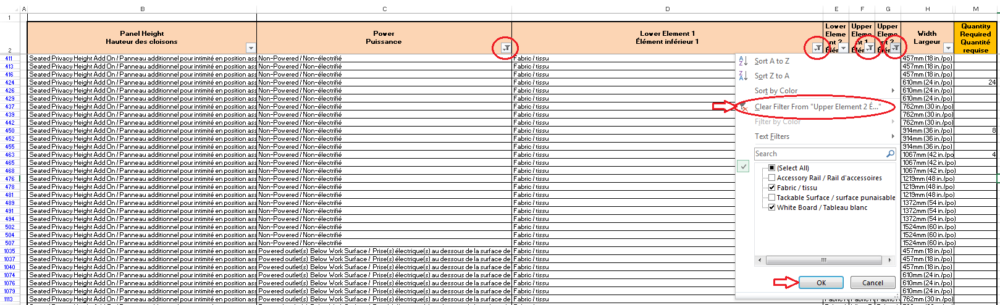 A B C D E F G H M
1
Panel Height
Hauteur des cloisons
Power
Puissance
Lower Element 1
Élément inférieur 1
Lower
Eleme
nt 2
Élém
Upper
Elem
ent 1
Élém
Upper
Elem
ent 2
Élém
Width
Largeur
Quantity
Required
Quantité
requise
2
411 Seated Privacy Height Add On / Panneau additionnel pour intimité en position ass Non-Powered / Non-électrifié Fabric / tissu 457mm (18 in./po)
413 Seated Privacy Height Add On / Panneau additionnel pour intimité en position ass Non-Powered / Non-électrifié Fabric / tissu 457mm (18 in./po)
416 Seated Privacy Height Add On / Panneau additionnel pour intimité en position ass Non-Powered / Non-électrifié Fabric / tissu 457mm (18 in./po)
424 Seated Privacy Height Add On / Panneau additionnel pour intimité en position ass Non-Powered / Non-électrifié Fabric / tissu 610mm (24 in./po) 24
426 Seated Privacy Height Add On / Panneau additionnel pour intimité en position ass Non-Powered / Non-électrifié Fabric / tissu 610mm (24 in./po)
429 Seated Privacy Height Add On / Panneau additionnel pour intimité en position ass Non-Powered / Non-électrifié Fabric / tissu 610mm (24 in./po)
437 Seated Privacy Height Add On / Panneau additionnel pour intimité en position ass Non-Powered / Non-électrifié Fabric / tissu 762mm (30 in./po)
439 Seated Privacy Height Add On / Panneau additionnel pour intimité en position ass Non-Powered / Non-électrifié Fabric / tissu 762mm (30 in./po)
442 Seated Privacy Height Add On / Panneau additionnel pour intimité en position ass Non-Powered / Non-électrifié Fabric / tissu 762mm (30 in./po)
450 Seated Privacy Height Add On / Panneau additionnel pour intimité en position ass Non-Powered / Non-électrifié Fabric / tissu 914mm (36 in./po) 8
452 Seated Privacy Height Add On / Panneau additionnel pour intimité en position ass Non-Powered / Non-électrifié Fabric / tissu 914mm (36 in./po)
455 Seated Privacy Height Add On / Panneau additionnel pour intimité en position ass Non-Powered / Non-électrifié Fabric / tissu 914mm (36 in./po)
463 Seated Privacy Height Add On / Panneau additionnel pour intimité en position ass Non-Powered / Non-électrifié Fabric / tissu 1067mm (42 in./po) 4
465 Seated Privacy Height Add On / Panneau additionnel pour intimité en position ass Non-Powered / Non-électrifié Fabric / tissu 1067mm (42 in./po)
468 Seated Privacy Height Add On / Panneau additionnel pour intimité en position ass Non-Powered / Non-électrifié Fabric / tissu 1067mm (42 in./po)
476 Seated Privacy Height Add On / Panneau additionnel pour intimité en position ass Non-Powered / Non-électrifié Fabric / tissu 1219mm (48 in./po)
478 Seated Privacy Height Add On / Panneau additionnel pour intimité en position ass Non-Powered / Non-électrifié Fabric / tissu 1219mm (48 in./po)
481 Seated Privacy Height Add On / Panneau additionnel pour intimité en position ass Non-Powered / Non-électrifié Fabric / tissu 1219mm (48 in./po)
489 Seated Privacy Height Add On / Panneau additionnel pour intimité en position ass Non-Powered / Non-électrifié Fabric / tissu 1372mm (54 in./po)
491 Seated Privacy Height Add On / Panneau additionnel pour intimité en position ass Non-Powered / Non-électrifié Fabric / tissu 1372mm (54 in./po)
494 Seated Privacy Height Add On / Panneau additionnel pour intimité en position ass Non-Powered / Non-électrifié Fabric / tissu 1372mm (54 in./po)
502 Seated Privacy Height Add On / Panneau additionnel pour intimité en position ass Non-Powered / Non-électrifié Fabric / tissu 1524mm (60 in./po)
504 Seated Privacy Height Add On / Panneau additionnel pour intimité en position ass Non-Powered / Non-électrifié Fabric / tissu 1524mm (60 in./po)
507 Seated Privacy Height Add On / Panneau additionnel pour intimité en position ass Non-Powered / Non-électrifié Fabric / tissu 1524mm (60 in./po)
1035 Seated Privacy Height Add On / Panneau additionnel pour intimité en position ass Powered outlet(s) Below Work Surface / Prise(s) électrique(s) au dessous de la surface de Fabric / tissu 457mm (18 in./po)
1037 Seated Privacy Height Add On / Panneau additionnel pour intimité en position ass Powered outlet(s) Below Work Surface / Prise(s) électrique(s) au dessous de la surface de Fabric / tissu 457mm (18 in./po)
1040 Seated Privacy Height Add On / Panneau additionnel pour intimité en position ass Powered outlet(s) Below Work Surface / Prise(s) électrique(s) au dessous de la surface de Fabric / tissu 457mm (18 in./po)
1074 Seated Privacy Height Add On / Panneau additionnel pour intimité en position ass Powered outlet(s) Below Work Surface / Prise(s) électrique(s) au dessous de la surface de Fabric / tissu 610mm (24 in./po)
1076 Seated Privacy Height Add On / Panneau additionnel pour intimité en position ass Powered outlet(s) Below Work Surface / Prise(s) électrique(s) au dessous de la surface de Fabric / tissu 610mm (24 in./po)
1079 Seated Privacy Height Add On / Panneau additionnel pour intimité en position ass Powered outlet(s) Below Work Surface / Prise(s) électrique(s) au dessous de la surface de Fabric / tissu 610mm (24 in./po)
1113 Seated Privacy Height Add On / Panneau additionnel pour intimité en position ass Powered outlet(s) Below Work Surface / Prise(s) électrique(s) au dessous de la surface de Fabric / tissu 762mm (30 in./po)
Sort A to Z
Sort Z to A
Sort by Color
Clear Filter From "Upper Element 2 É..."
Filter by Color
Text Filters
Search
(Select All)
Accessory Rail / Rail d'accessoires
Fabric / tissu
Tackable Surface / surface punaisable
White Board / Tableau blanc
OK Cancel